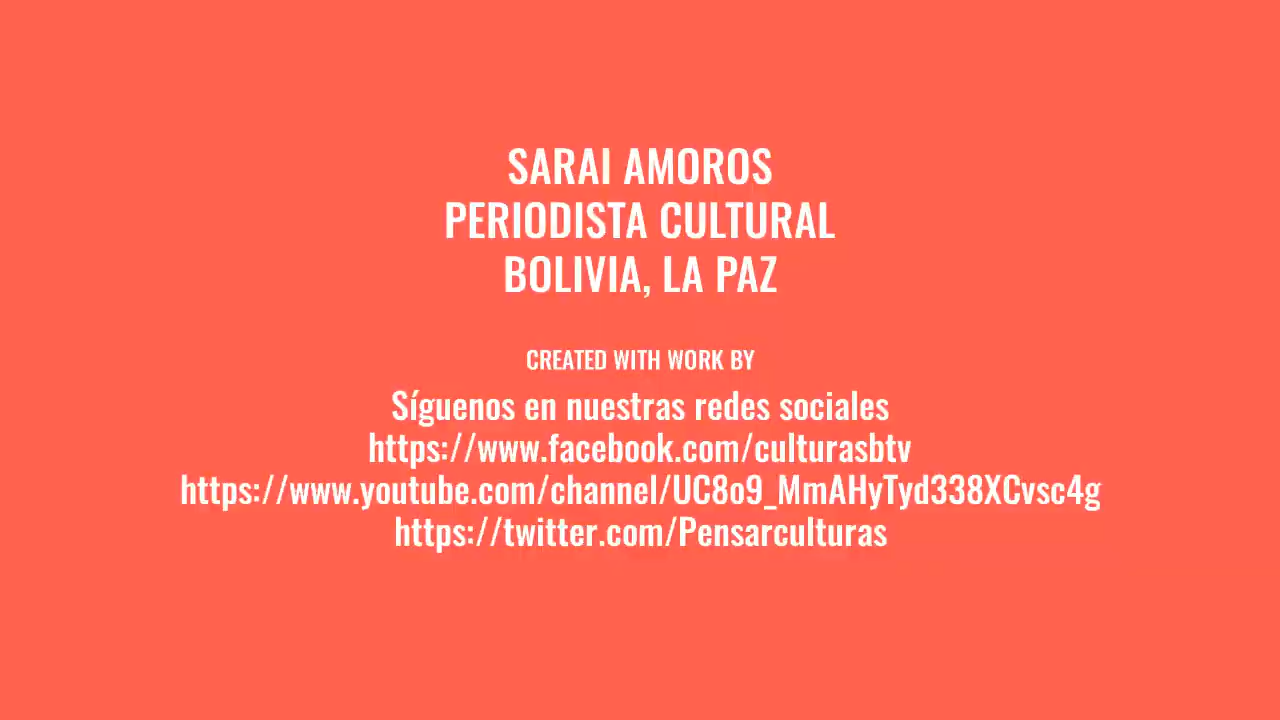 SARAI AMOROS
PERIODISTA CULTURAL
BOLIVIA, LA PAZ
CREATED WITH WORK BY
Síguenos en nuestras redes sociales
https://www.facebook.com/culturasbtv
https://www.youtube.com/channel/UC8o9_MmAHyTyd338XCvsc4g
https://twitter.com/Pensarculturas